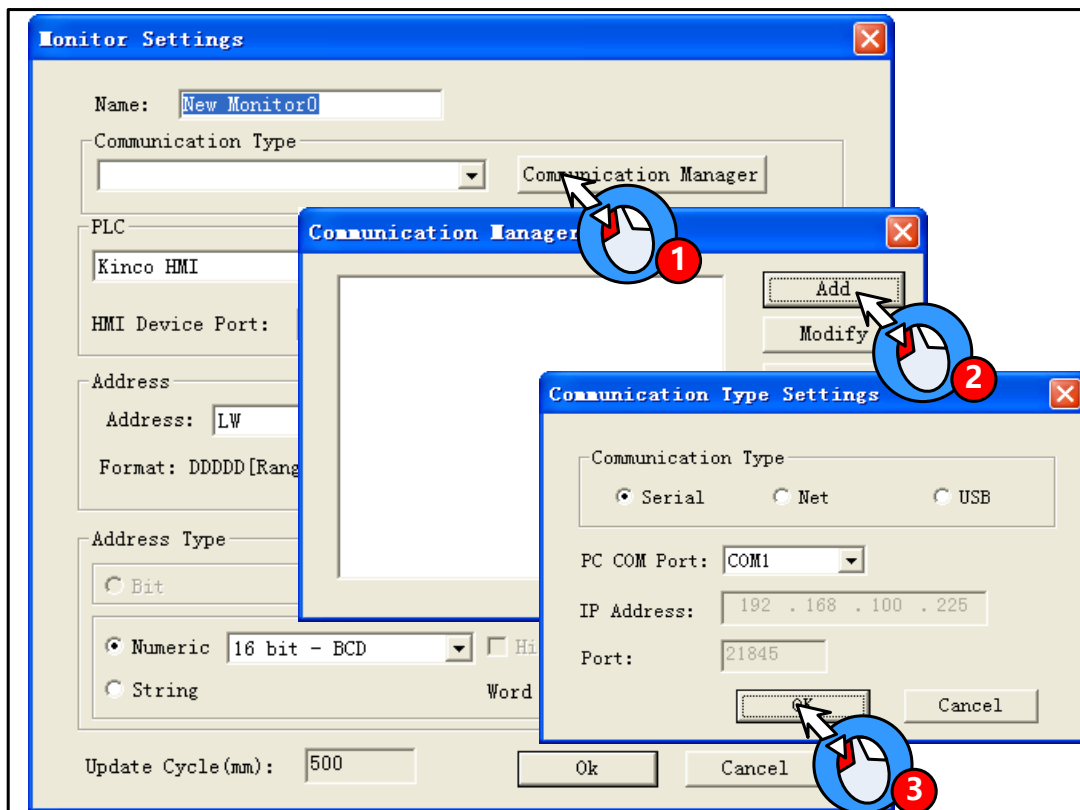 Monitor Settings
Name: New Monitor0
Communication Type
Communication Manager
1
PLC
Kinco HMI
HMI Device Port:
Address
Address: LW
Format: DDDDD[Rang
Address Type
Bit
Numeric 16 bit - BCD Hi
String Word
Update Cycle(mm): 500 Ok Cancel
Communication Manager
Add
2
Modify
Communication Type Settings
Communication Type
Serial Net USB
PC COM Port: COM1
IP Address: 192 .168 .100 .225
Port: 21845
OK Cancel
3